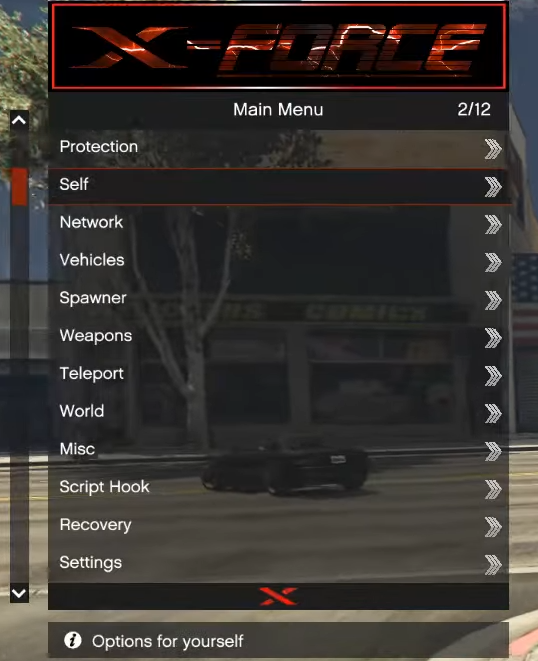 X-FORCE
Main Menu 2/12
Protection
Self
Network
Vehicles
Spawner
Weapons
Teleport
World
Misc
Script Hook
Recovery
Settings
COMICS
X
Options for yourself